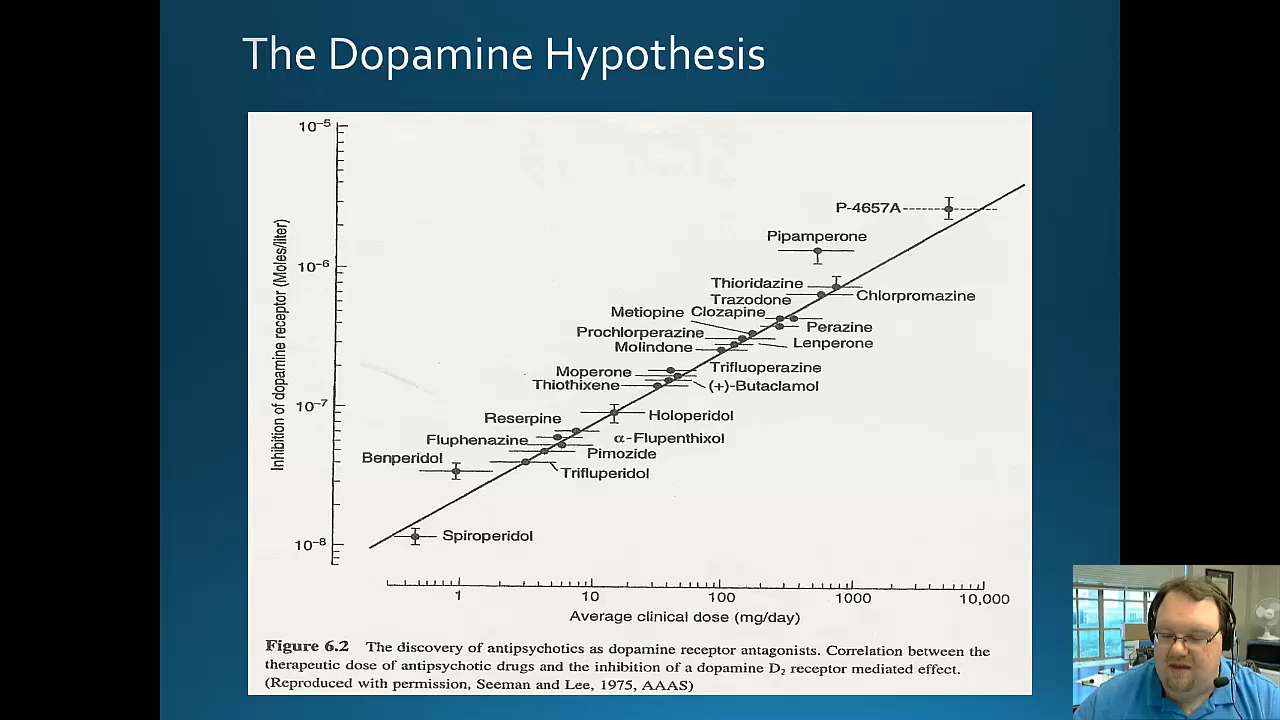 The Dopamine Hypothesis
10⁻⁵
10⁻⁶
10⁻⁷
10⁻⁸
Inhibition of dopamine receptor (Moles/liter)
P-4657A
Pipamperone
Thioridazine
Trazodone
Chlorpromazine
Metiopine Clozapine
Perazine
Prochlorperazine
Lenperone
Molindone
Moperone
Trifluoperazine
Thiothixene
(+)-Butaclamol
Reserpine
Holoperidol
Fluphenazine
α-Flupenthixol
Benperidol
Pimozide
Trifluperidol
Spiroperidol
1 10 100 1000 10,000
Average clinical dose (mg/day)
Figure 6.2 The discovery of antipsychotics as dopamine receptor antagonists. Correlation between the
therapeutic dose of antipsychotic drugs and the inhibition of a dopamine D₂ receptor mediated effect.
(Reproduced with permission, Seeman and Lee, 1975, AAAS)